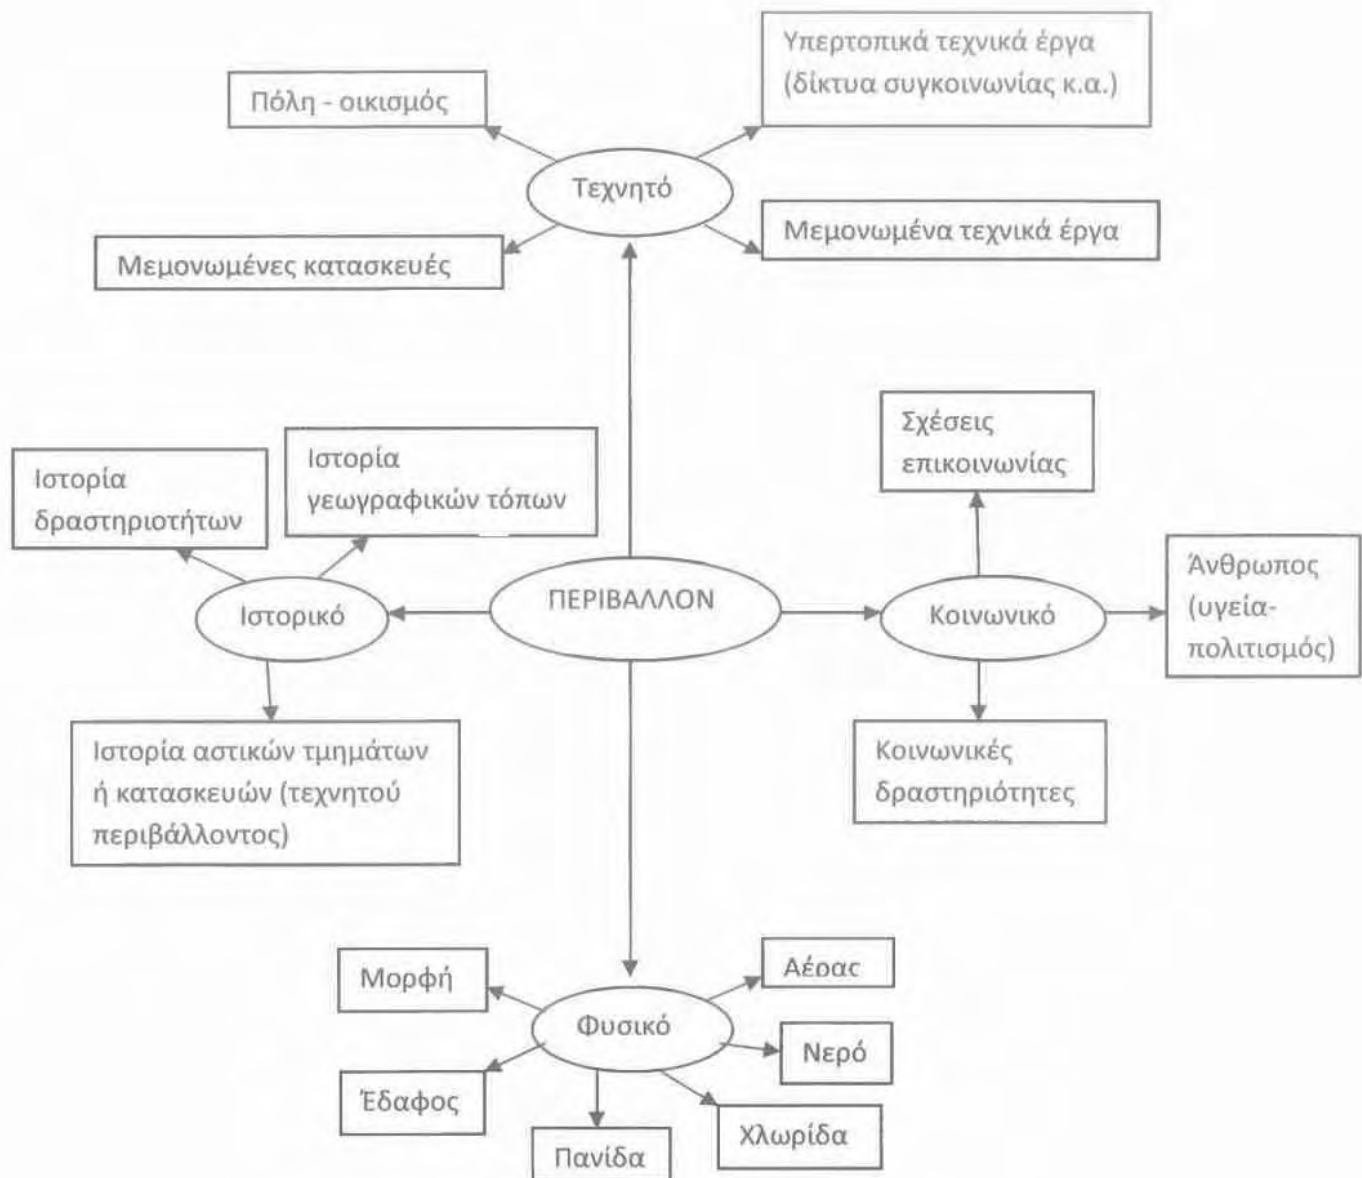 Υπερτοπικά τεχνικά έργα
(δίκτυα συγκοινωνίας κ.α.)
Πόλη - οικισμός
Τεχνητό
Μεμονωμένα τεχνικά έργα
Μεμονωμένες κατασκευές
Σχέσεις
επικοινωνίας
Ιστορία
γεωγραφικών τόπων
Ιστορία
δραστηριοτήτων
Άνθρωπος
(υγεία-
πολιτισμός)
ΠΕΡΙΒΑΛΛΟΝ
Ιστορικό
Κοινωνικό
Ιστορία αστικών τμημάτων
ή κατασκευών (τεχνητού
περιβάλλοντος)
Κοινωνικές
δραστηριότητες
Μορφή
Αέρας
Φυσικό
Νερό
Έδαφος
Χλωρίδα
Πανίδα